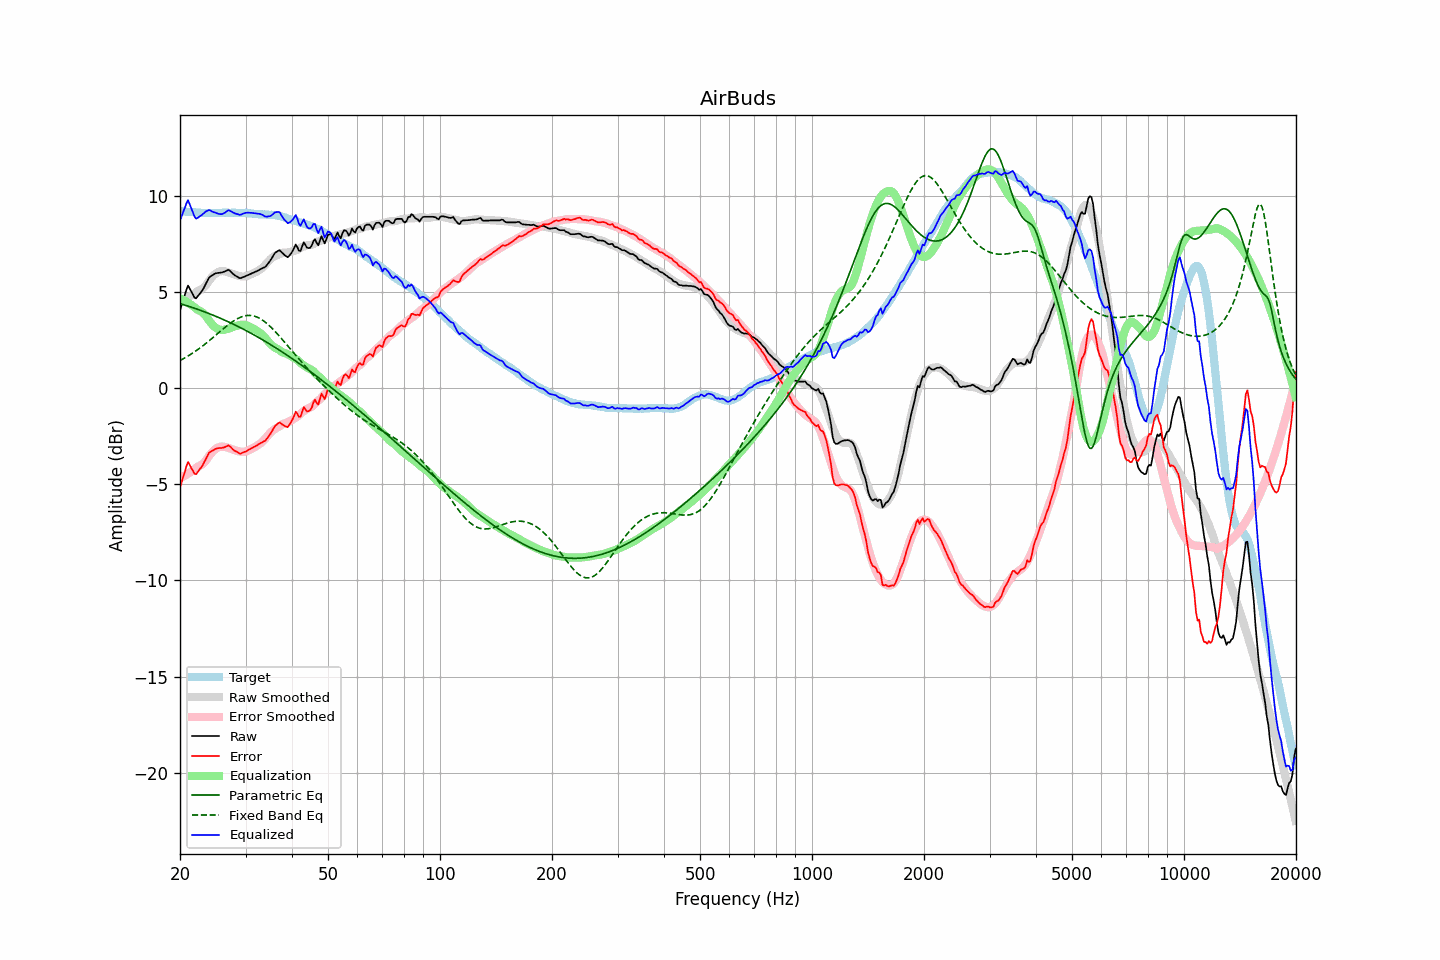 AirBuds
Amplitude (dBr)
10
5
0
−5
−10
−15
−20
Target
Raw Smoothed
Error Smoothed
Raw
Error
Equalization
Parametric Eq
Fixed Band Eq
Equalized
20 50 100 200 500 1000 2000 5000 10000 20000
Frequency (Hz)